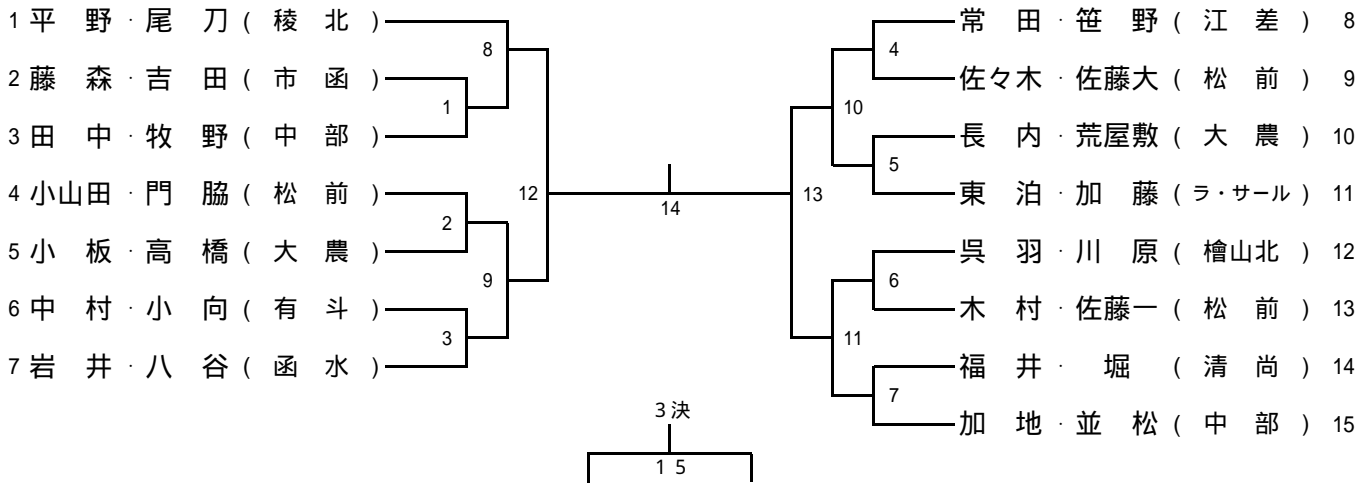 1 平 野 · 尾 刀 ( 稜 北 )
2 藤 森 · 吉 田 ( 市 函 )
3 田 中 · 牧 野 ( 中 部 )
4 小山田 · 門 脇 ( 松 前 )
5 小 板 · 高 橋 ( 大 農 )
6 中 村 · 小 向 ( 有 斗 )
7 岩 井 · 八 谷 ( 函 水 )
8
1
2
9
3
12
14
13
10
4
5
11
6
7
常 田 · 笹 野 ( 江 差 ) 8
佐々木 · 佐藤大 ( 松 前 ) 9
長 内 · 荒屋敷 ( 大 農 ) 10
東 泊 · 加 藤 ( ラ・サール ) 11
呉 羽 · 川 原 ( 檜山北 ) 12
木 村 · 佐藤一 ( 松 前 ) 13
福 井 · 堀 ( 清 尚 ) 14
加 地 · 並 松 ( 中 部 ) 15
3決
1 5